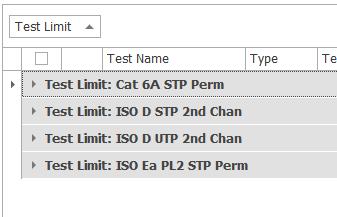 Test Limit
Test Name Type Te
Test Limit: Cat 6A STP Perm
Test Limit: ISO D STP 2nd Chan
Test Limit: ISO D UTP 2nd Chan
Test Limit: ISO Ea PL2 STP Perm